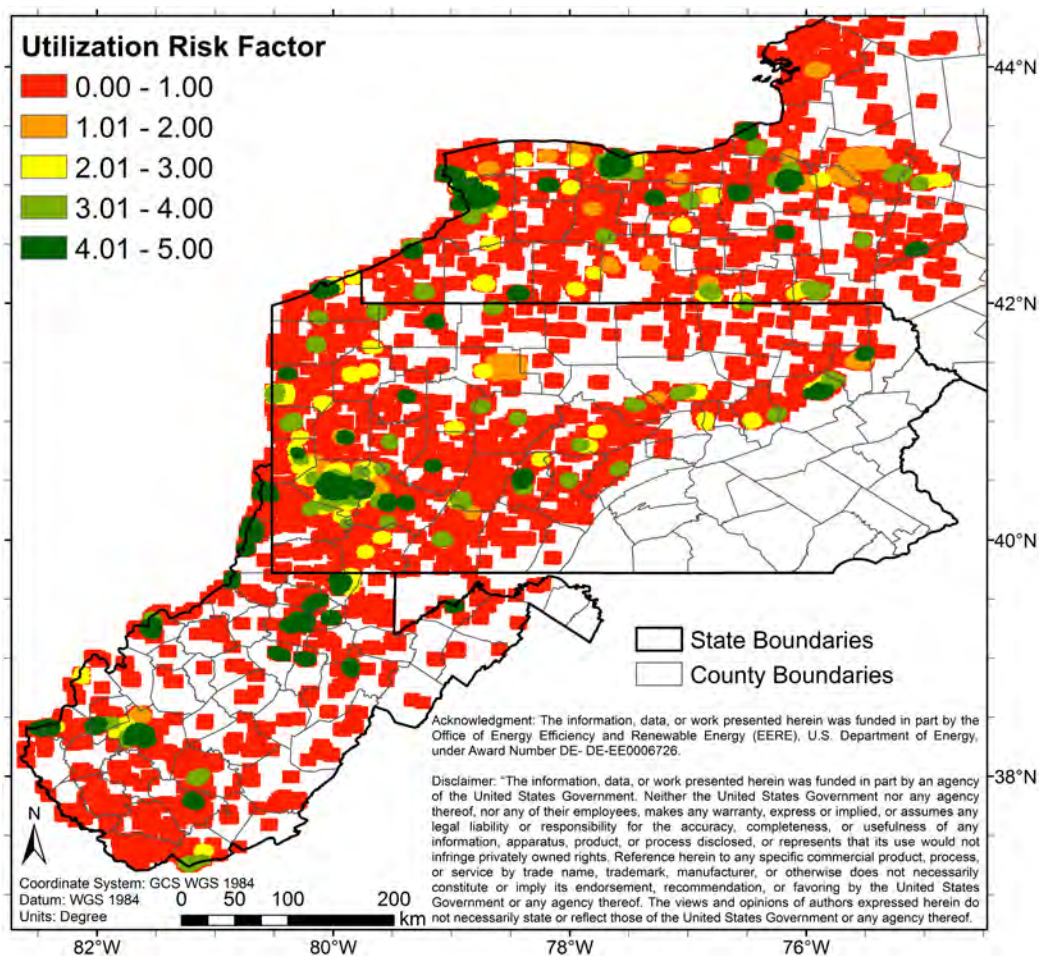 Utilization Risk Factor
0.00 - 1.00
1.01 - 2.00
2.01 - 3.00
3.01 - 4.00
4.01 - 5.00
44°N
42°N
40°N
38°N
State Boundaries
County Boundaries
Acknowledgment: The information, data, or work presented herein was funded in part by the
Office of Energy Efficiency and Renewable Energy (EERE), U.S. Department of Energy,
under Award Number DE- DE-EE0006726.
Disclaimer: “The information, data, or work presented herein was funded in part by an agency
of the United States Government. Neither the United States Government nor any agency
thereof, nor any of their employees, makes any warranty, express or implied, or assumes any
legal liability or responsibility for the accuracy, completeness, or usefulness of any
information, apparatus, product, or process disclosed, or represents that its use would not
infringe privately owned rights. Reference herein to any specific commercial product, process,
or service by trade name, trademark, manufacturer, or otherwise does not necessarily
constitute or imply its endorsement, recommendation, or favoring by the United States
Government or any agency thereof. The views and opinions of authors expressed herein do
not necessarily state or reflect those of the United States Government or any agency thereof.
N
Coordinate System: GCS WGS 1984
Datum: WGS 1984
Units: Degree
0 50 100 200
km
82°W 80°W 78°W 76°W